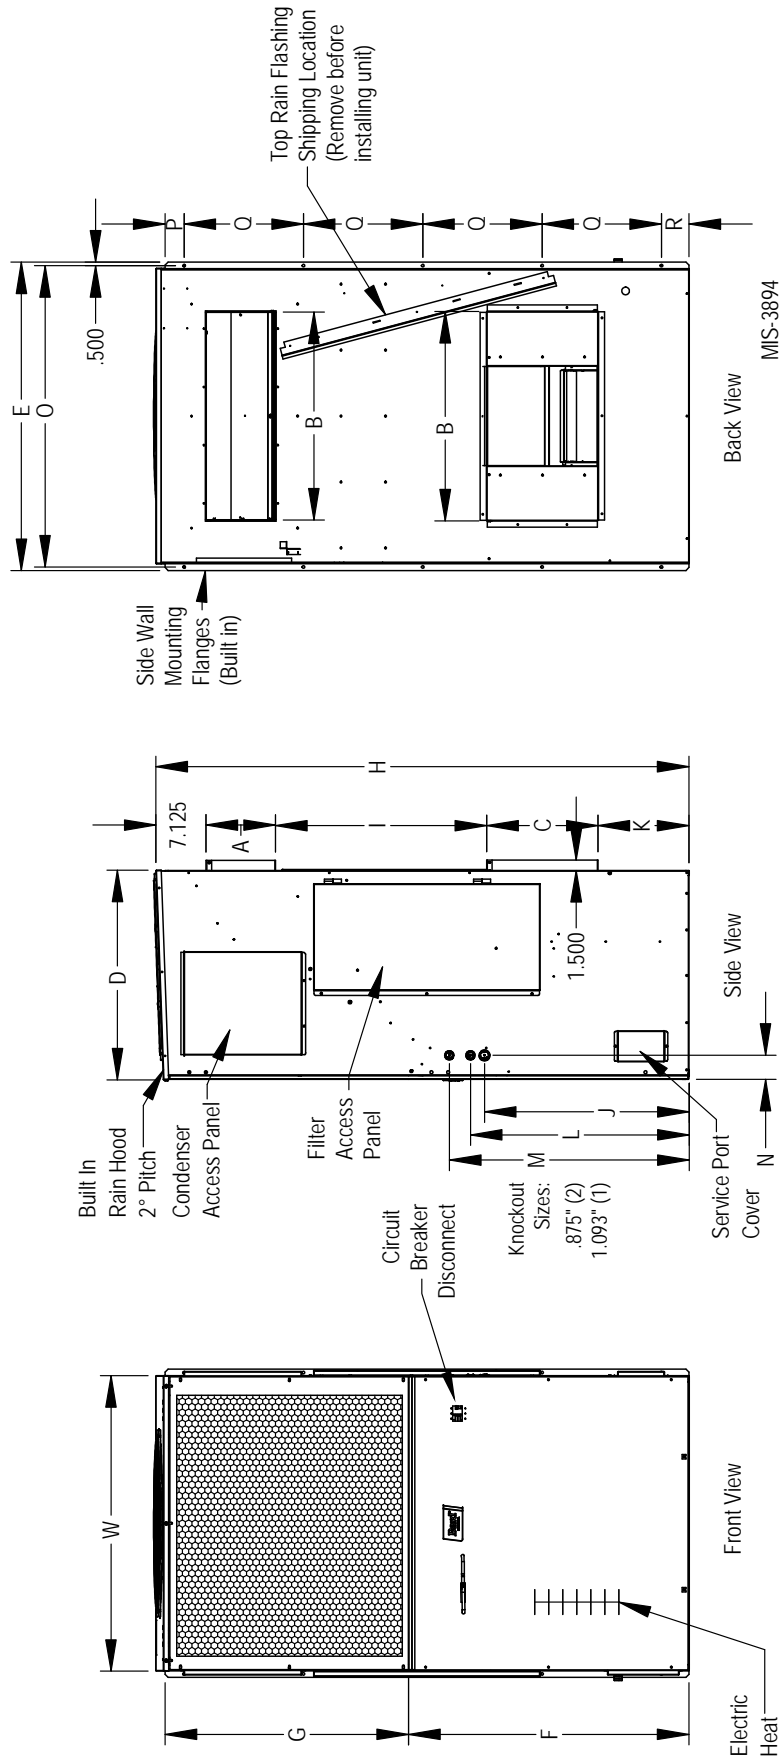 W
G
F
Circuit
Breaker
Disconnect
Electric
Heat
Front View
Built In
Rain Hood
2° Pitch
Condenser
Access Panel
Filter
Access
Panel
D
7.125
A
I
C
K
H
1.500
Knockout
Sizes:
.875" (2)
1.093" (1)
M
L
J
Service Port
Cover
N
Side View
E
O
.500
Side Wall
Mounting
Flanges
(Built in)
B
B
P
Q
Q
Q
Q
R
Top Rain Flashing
Shipping Location
(Remove before
installing unit)
Back View
MIS-3894